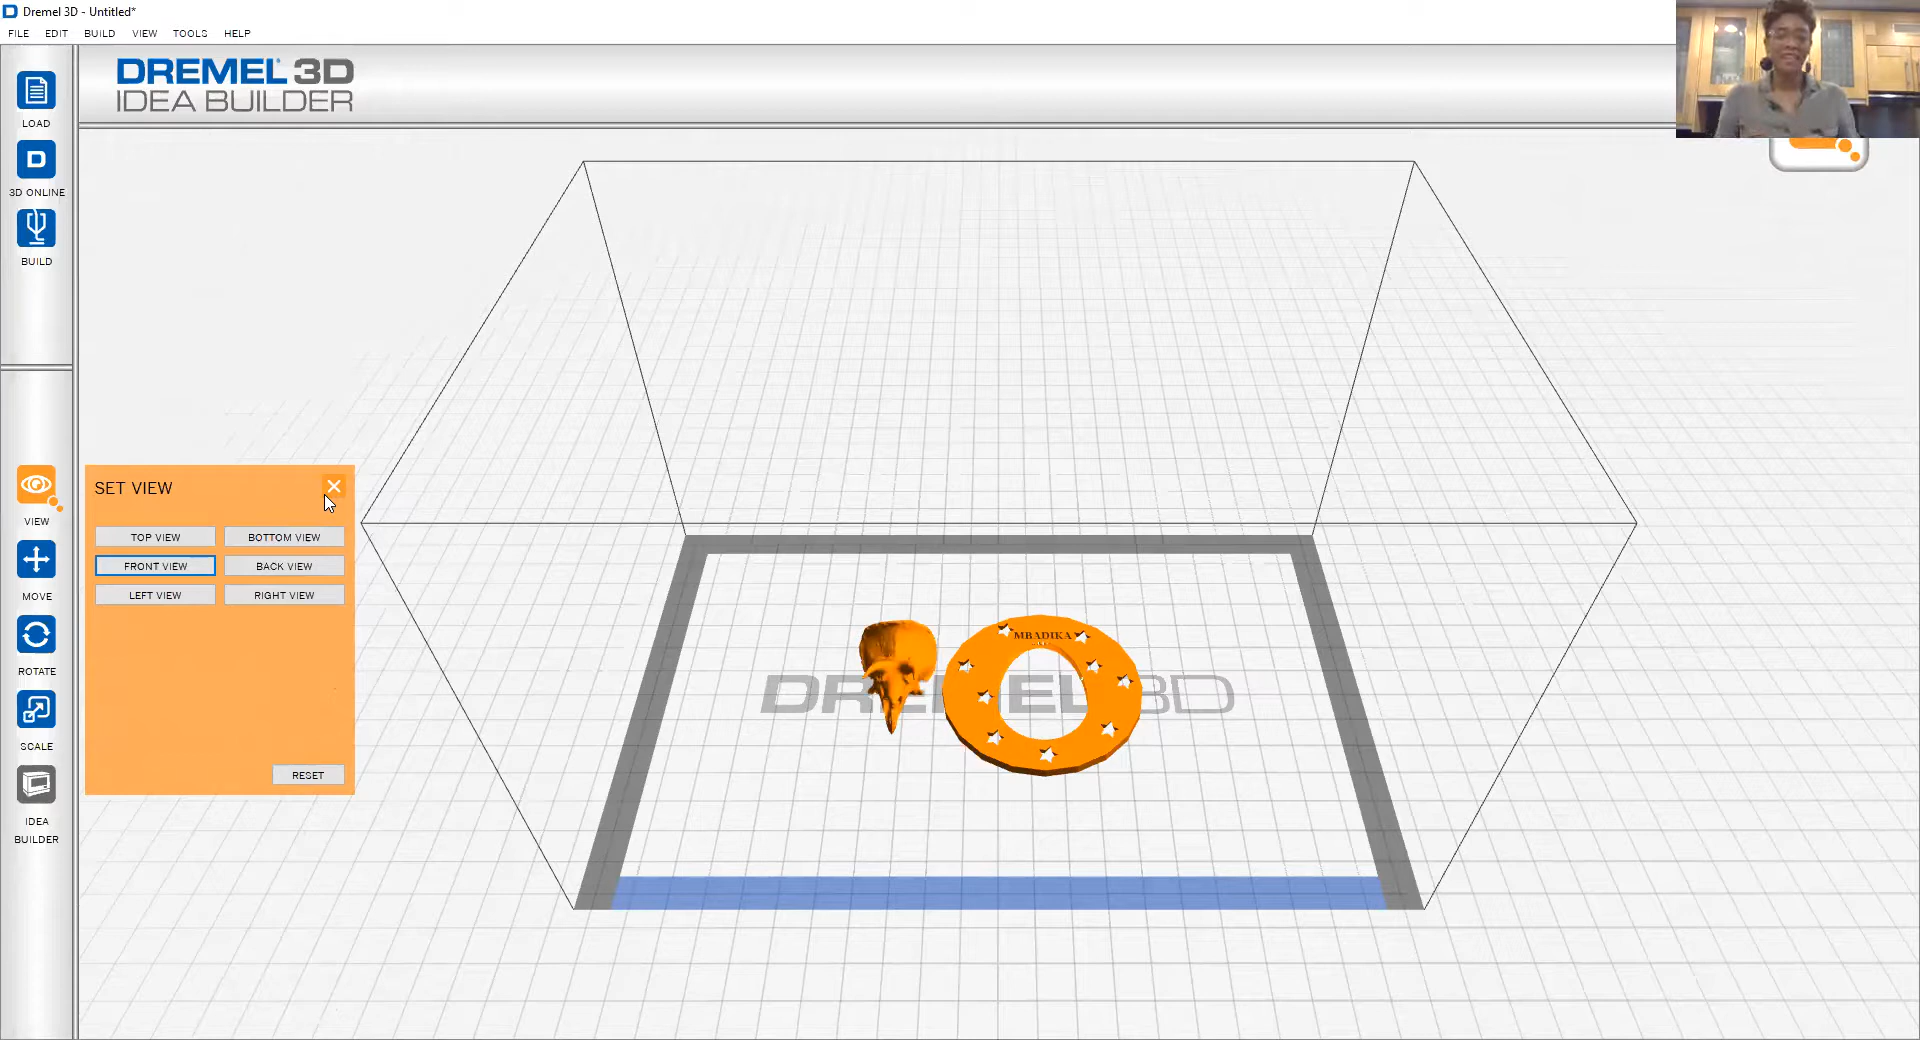 Dremel 3D - Untitled*
FILE EDIT BUILD VIEW TOOLS HELP
DREMEL 3D
IDEA BUILDER
LOAD
D
3D ONLINE
BUILD
VIEW
MOVE
ROTATE
SCALE
IDEA
BUILDER
SET VIEW
TOP VIEW BOTTOM VIEW
FRONT VIEW BACK VIEW
LEFT VIEW RIGHT VIEW
RESET
MBADIKA
DREMEL 3D